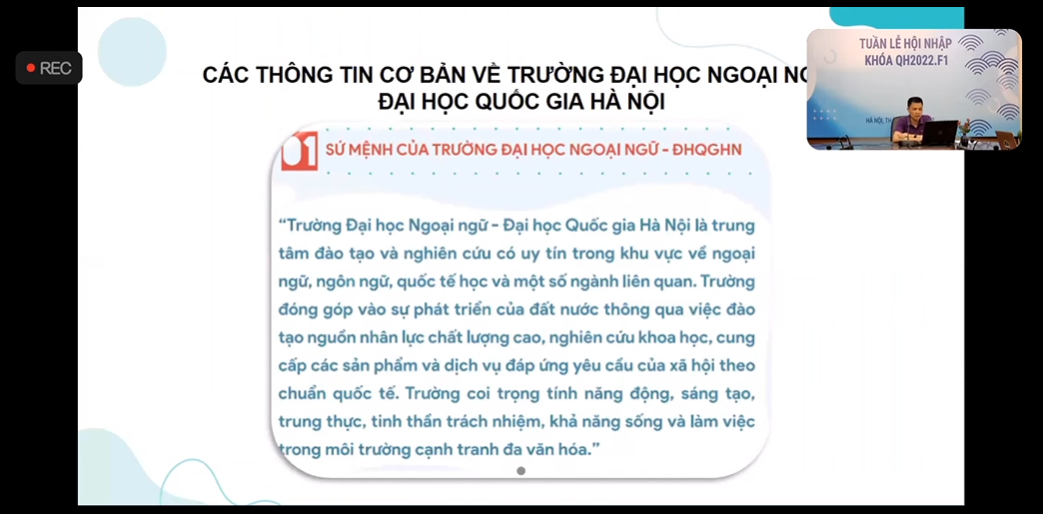 REC
CÁC THÔNG TIN CƠ BẢN VỀ TRƯỜNG ĐẠI HỌC NGOẠI
ĐẠI HỌC QUỐC GIA HÀ NỘI
TUẦN LỄ HỘI NHẬP
KHÓA QH2022.F1
HÀ NỘI,
01 SỨ MỆNH CỦA TRƯỜNG ĐẠI HỌC NGOẠI NGỮ - ĐHQGHN
“Trường Đại học Ngoại ngữ - Đại học Quốc gia Hà Nội là trung
tâm đào tạo và nghiên cứu có uy tín trong khu vực về ngoại
ngữ, ngôn ngữ, quốc tế học và một số ngành liên quan. Trường
đóng góp vào sự phát triển của đất nước thông qua việc đào
tạo nguồn nhân lực chất lượng cao, nghiên cứu khoa học, cung
cấp các sản phẩm và dịch vụ đáp ứng yêu cầu của xã hội theo
chuẩn quốc tế. Trường coi trọng tính năng động, sáng tạo,
trung thực, tinh thần trách nhiệm, khả năng sống và làm việc
trong môi trường cạnh tranh đa văn hóa.”